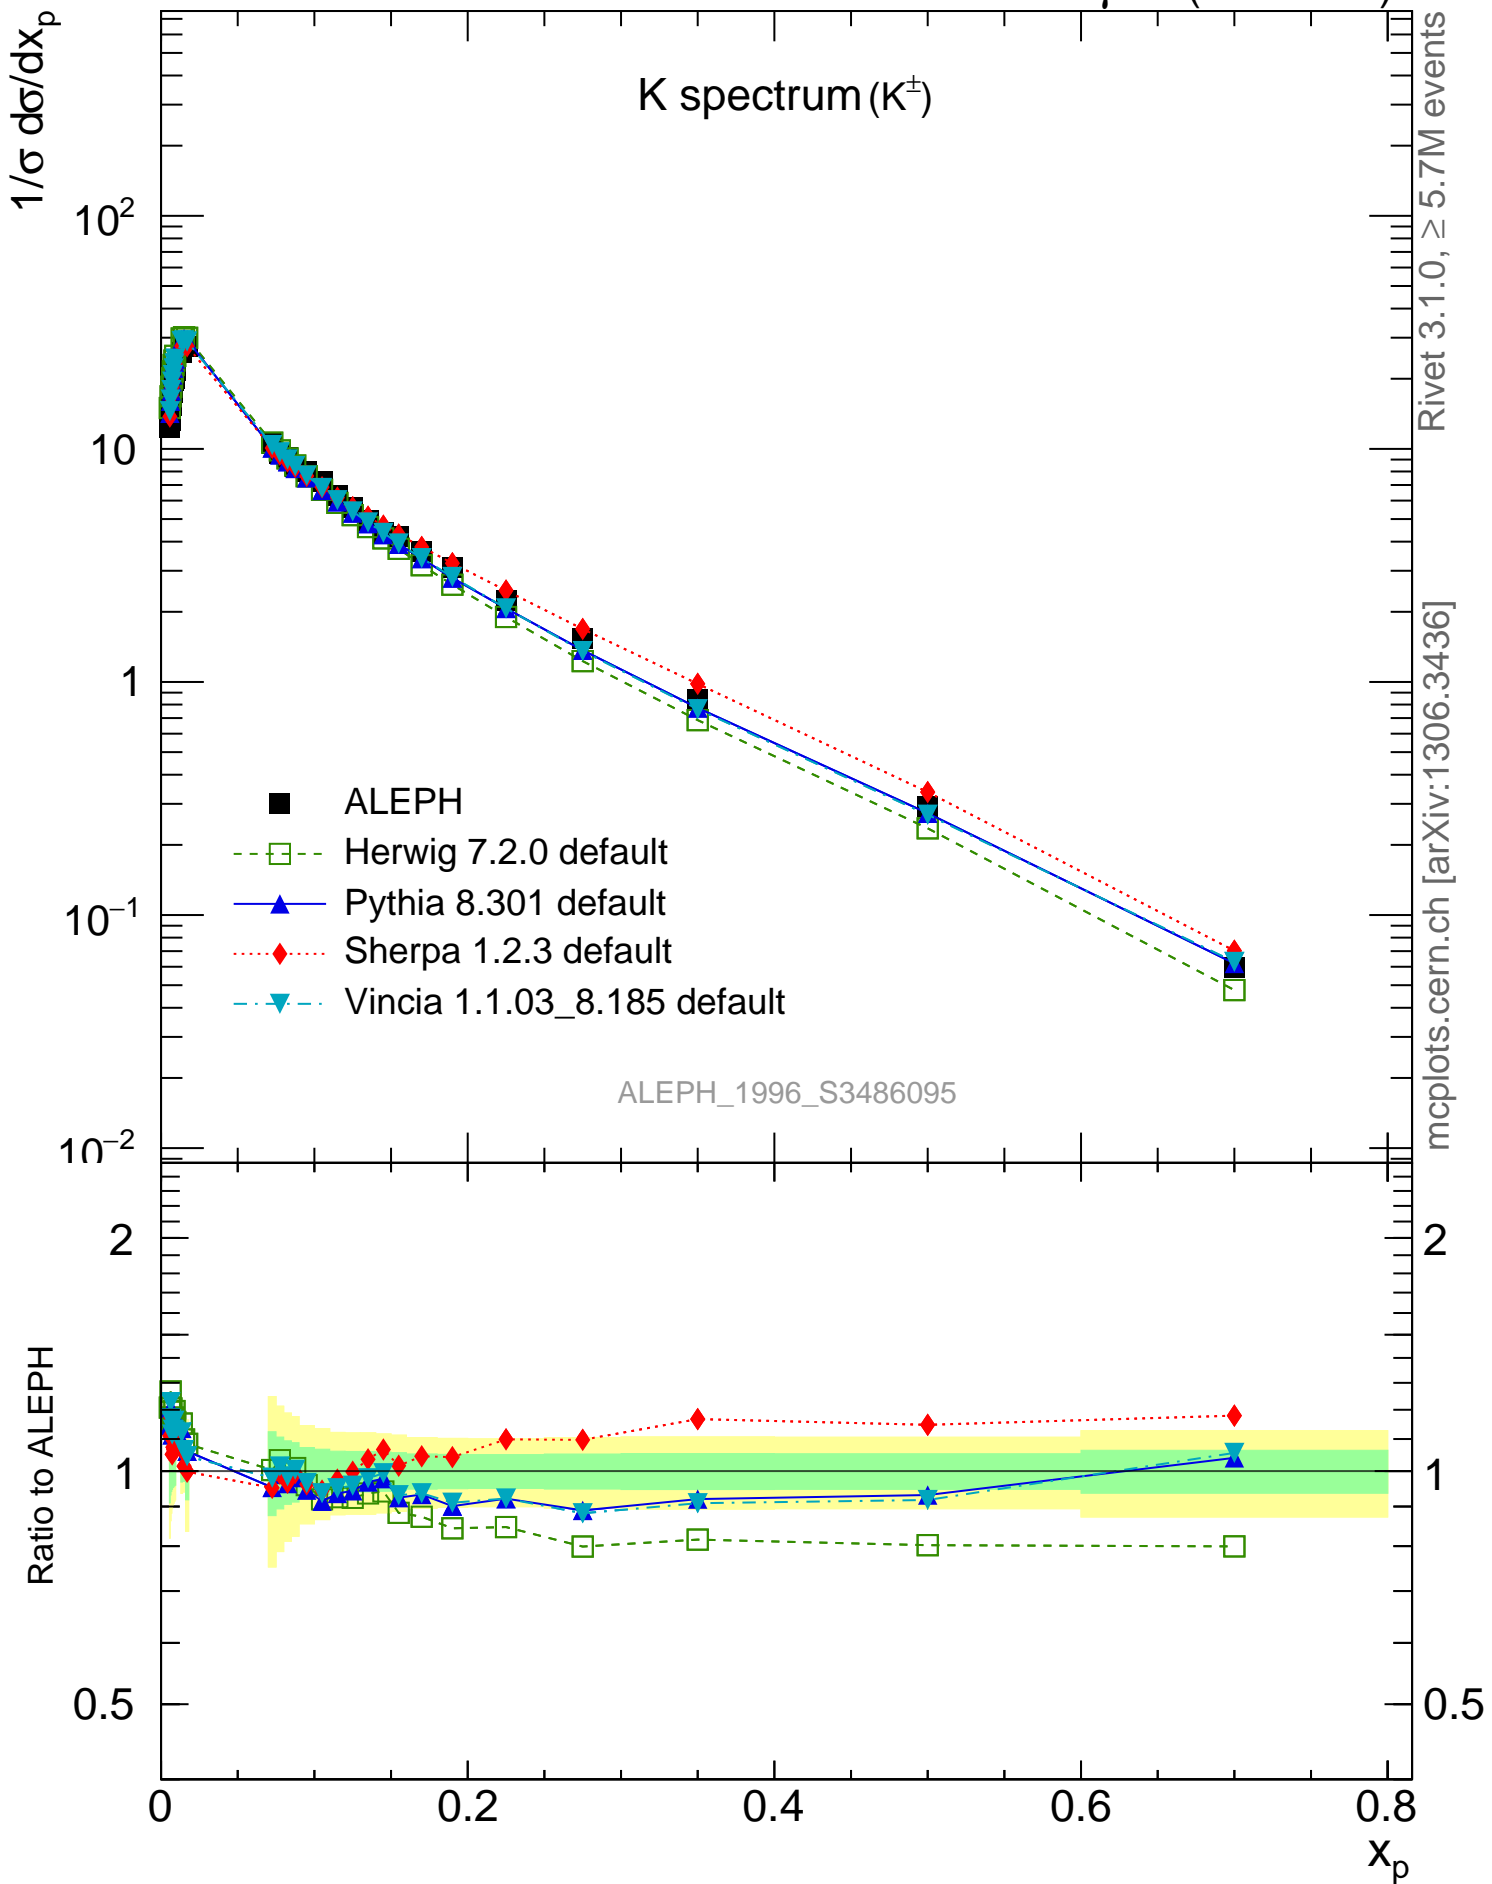 1/σ dσ/dxₚ
K spectrum (K±)
10²
10
1
10⁻¹
10⁻²
ALEPH
Herwig 7.2.0 default
Pythia 8.301 default
Sherpa 1.2.3 default
Vincia 1.1.03_8.185 default
ALEPH_1996_S3486095
Rivet 3.1.0, ≥ 5.7M events
mcplots.cern.ch [arXiv:1306.3436]
Ratio to ALEPH
2
1
0.5
2
1
0.5
0
0.2
0.4
0.6
0.8
xₚ